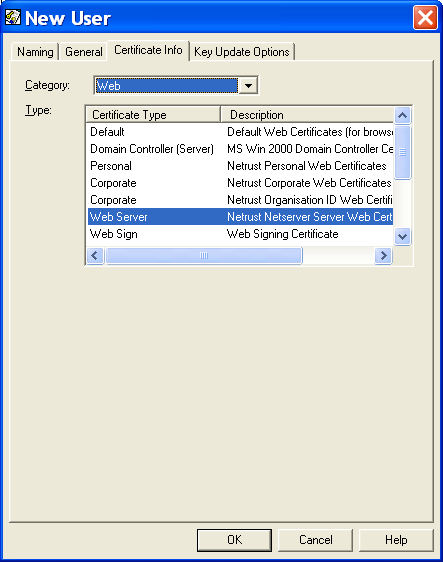 New User
Naming General Certificate Info Key Update Options
Category: Web
Type: Certificate Type Description
Default Default Web Certificates (for brows
Domain Controller (Server) MS Win 2000 Domain Controller Ce
Personal Netrust Personal Web Certificates
Corporate Netrust Corporate Web Certificates
Corporate Netrust Organisation ID Web Certifi
Web Server Netrust Netserver Server Web Cert
Web Sign Web Signing Certificate
OK Cancel Help